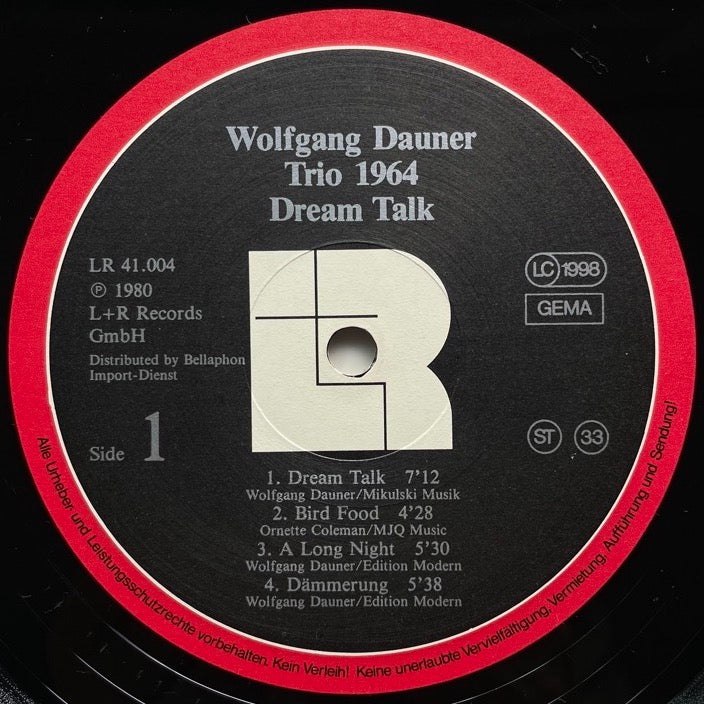 Wolfgang Dauner
Trio 1964
Dream Talk
LR 41.004
℗ 1980
L+R Records
GmbH
Distributed by Bellaphon
Import-Dienst
Side 1
LR
LC 1998
GEMA
ST 33
1. Dream Talk 7'12
Wolfgang Dauner/Mikulski Musik
2. Bird Food 4'28
Ornette Coleman/MJQ Music
3. A Long Night 5'30
Wolfgang Dauner/Edition Modern
4. Dämmerung 5'38
Wolfgang Dauner/Edition Modern
Alle Urheber und Leistungsschutzrechte vorbehalten. Kein Verleih! Keine unerlaubte Vervielfältigung, Vermietung Aufführung und Sendung!